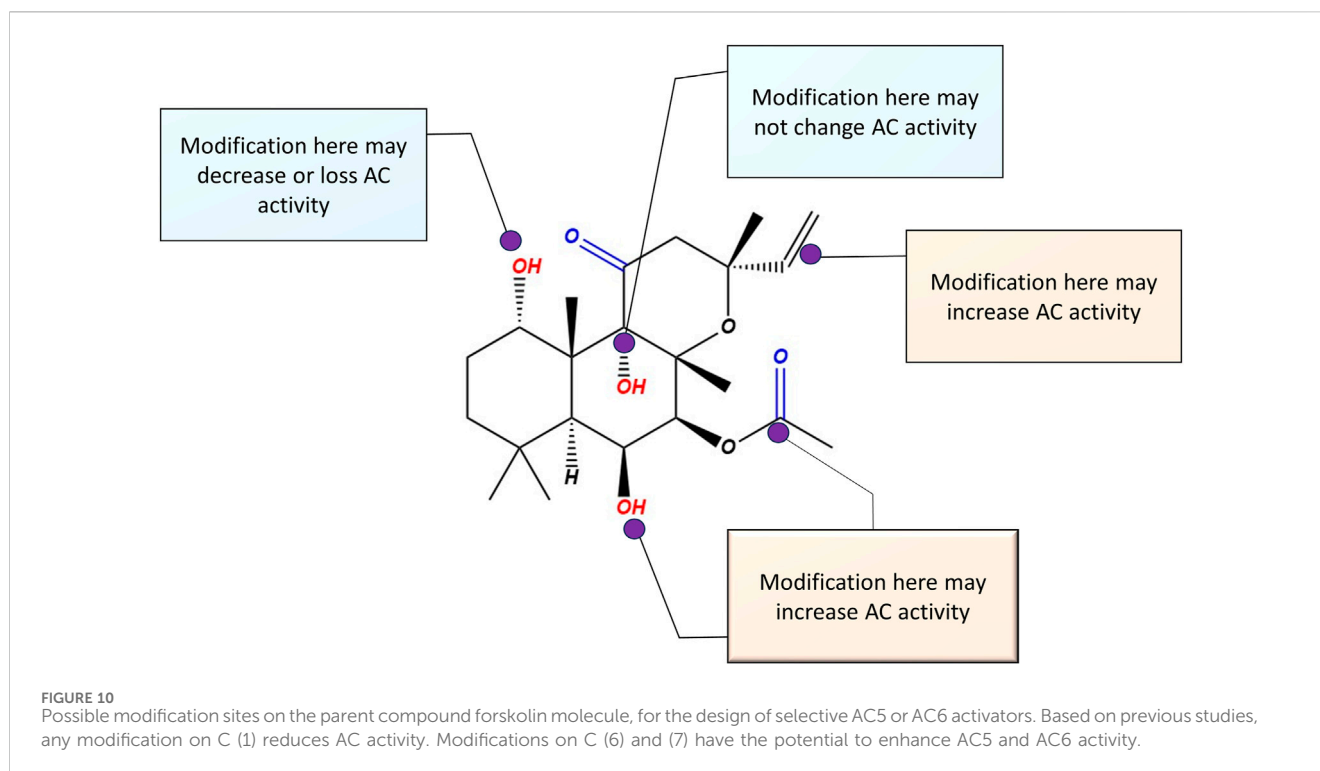 Modification here may
not change AC activity
Modification here may
decrease or loss AC
activity
O
OH
Modification here may
increase AC activity
O
O
OH
O
H
OH
Modification here may
increase AC activity
FIGURE 10
Possible modification sites on the parent compound forskolin molecule, for the design of selective AC5 or AC6 activators. Based on previous studies,
any modification on C (1) reduces AC activity. Modifications on C (6) and (7) have the potential to enhance AC5 and AC6 activity.